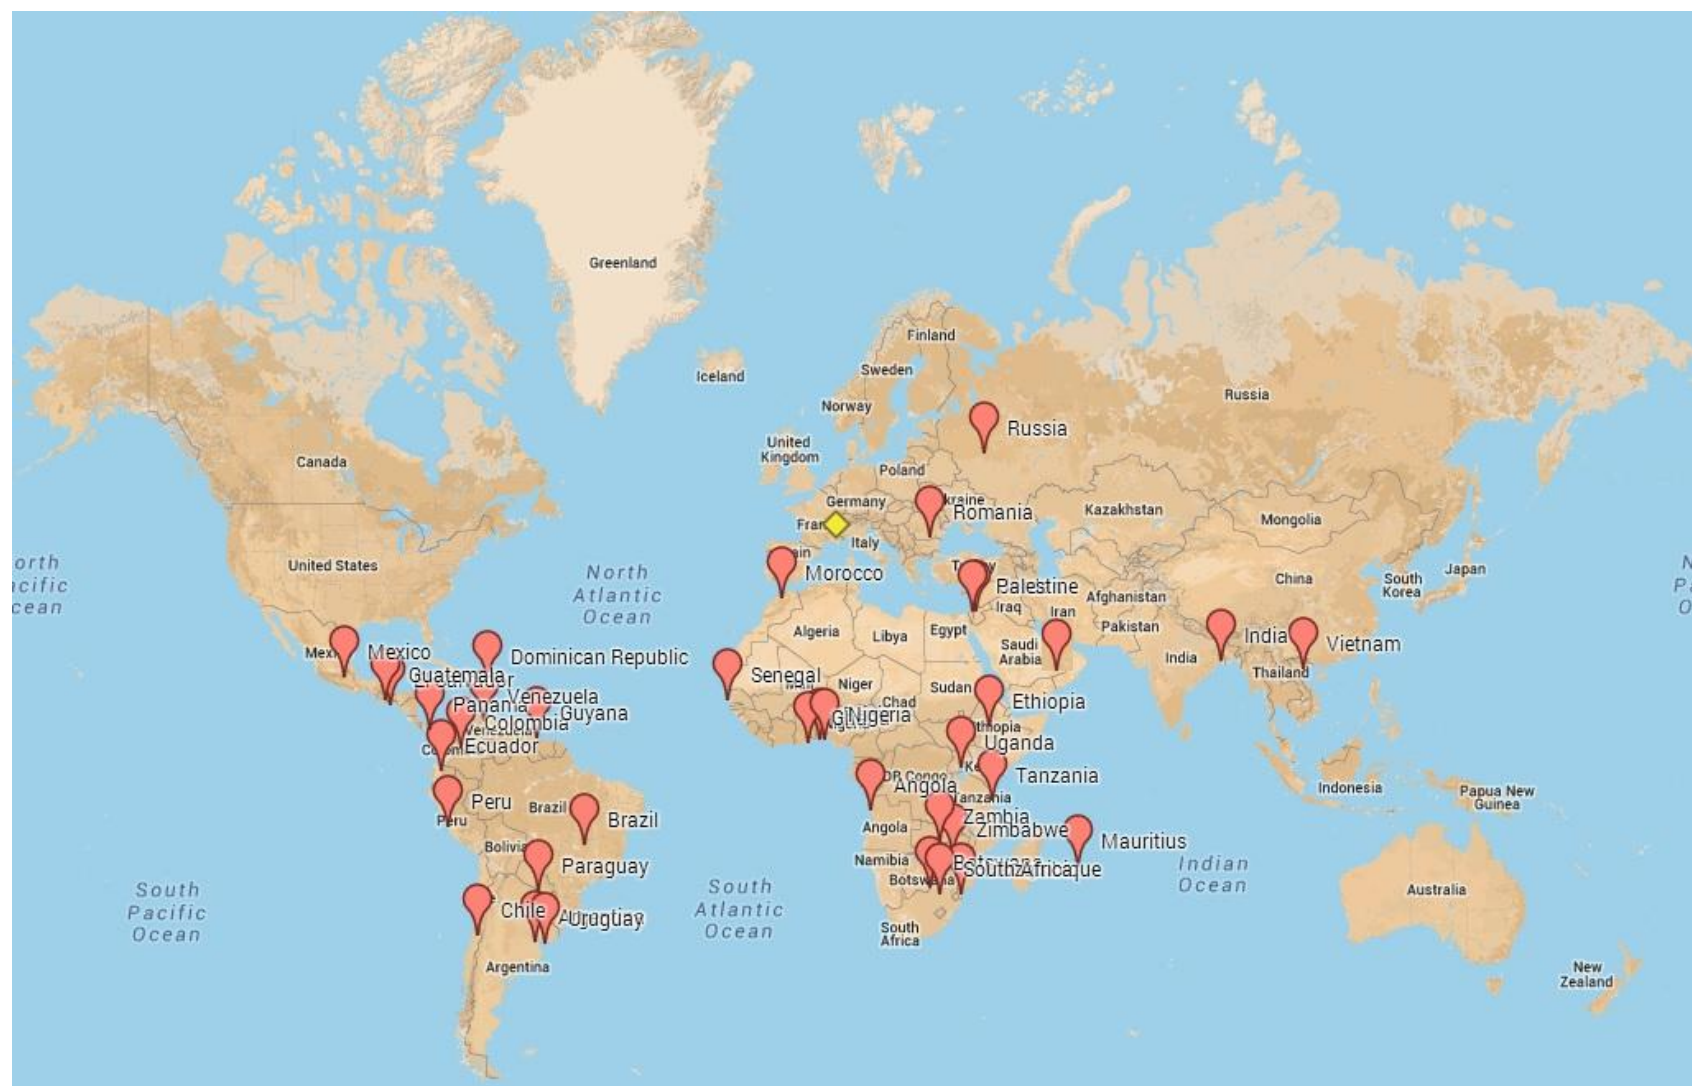 Greenland
Finland
Iceland
Sweden
Russia
Norway
Russia
United
Kingdom
Canada
Poland
Germany
Romania
Kazakhstan
Mongolia
Italy
United States
North
Atlantic
Ocean
Morocco
Palestine
Iraq
Iran
Afghanistan
China
South
Korea
Japan
Algeria
Libya
Egypt
Pakistan
Saudi
Arabia
India
India
Vietnam
Thailand
Mexico
Dominican Republic
Guatemala
Senegal
Niger
Chad
Sudan
Ethiopia
Venezuela
Panama
Guyana
Colombia
Nigeria
Ecuador
Uganda
DP Congo
Angola
Tanzania
Tanzania
Indonesia
Papua New
Guinea
Peru
Peru
Brazil
Brazil
Angola
Zambia
Zimbabwe
Mauritius
Bolivia
Paraguay
Namibia
Indian
Ocean
South
Pacific
Ocean
South
Atlantic
Ocean
Australia
Chile
Uruguay
South
Africa
Argentina
New
Zealand